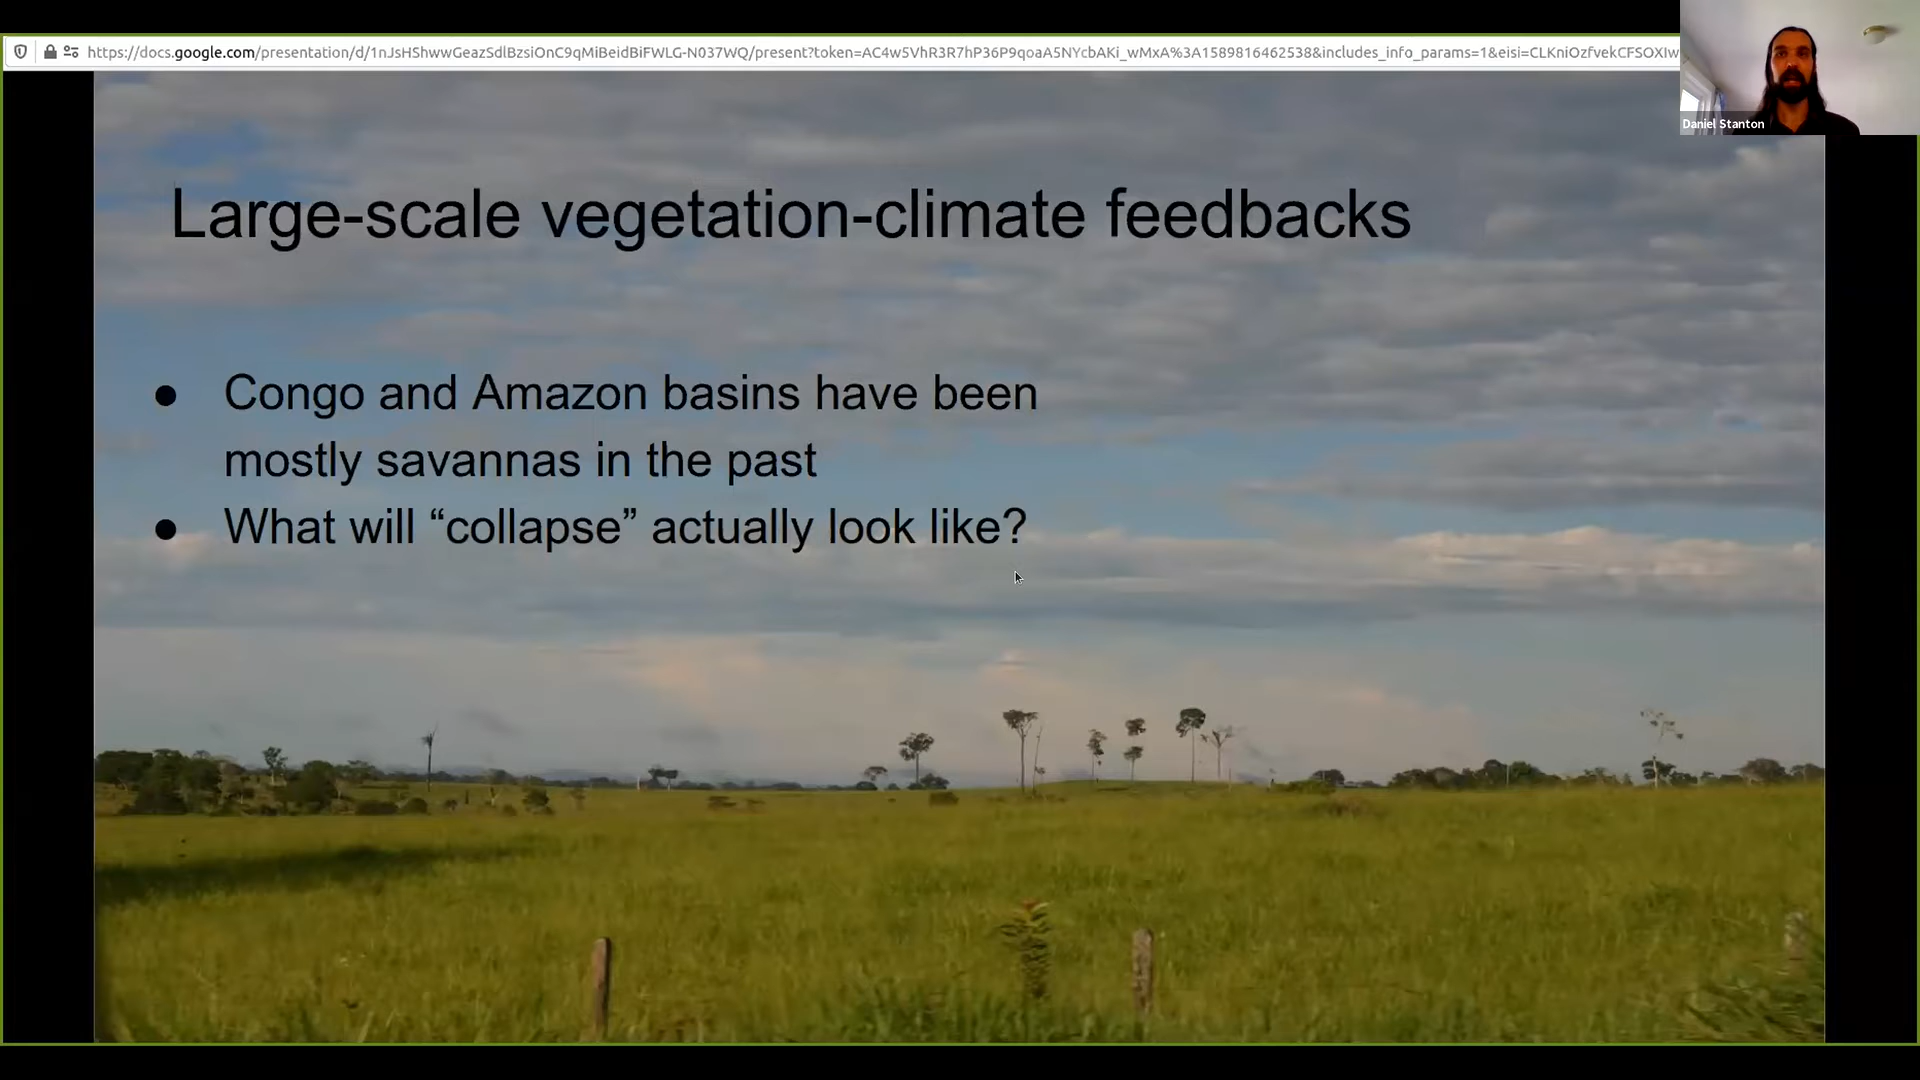 https://docs.google.com/presentation/d/1nJsHShwwGeazSdlBzsiOnC9qMiBeidBiFWLG-N037WQ/present?token=AC4w5VhR3R7hP36P9qoaA5NYcbAKi_wMxA%3A1589816462538&includes_info_params=1&eisi=CLKniOzfvekCFSOXIw
Daniel Stanton
Large-scale vegetation-climate feedbacks
● Congo and Amazon basins have been
mostly savannas in the past
● What will “collapse” actually look like?